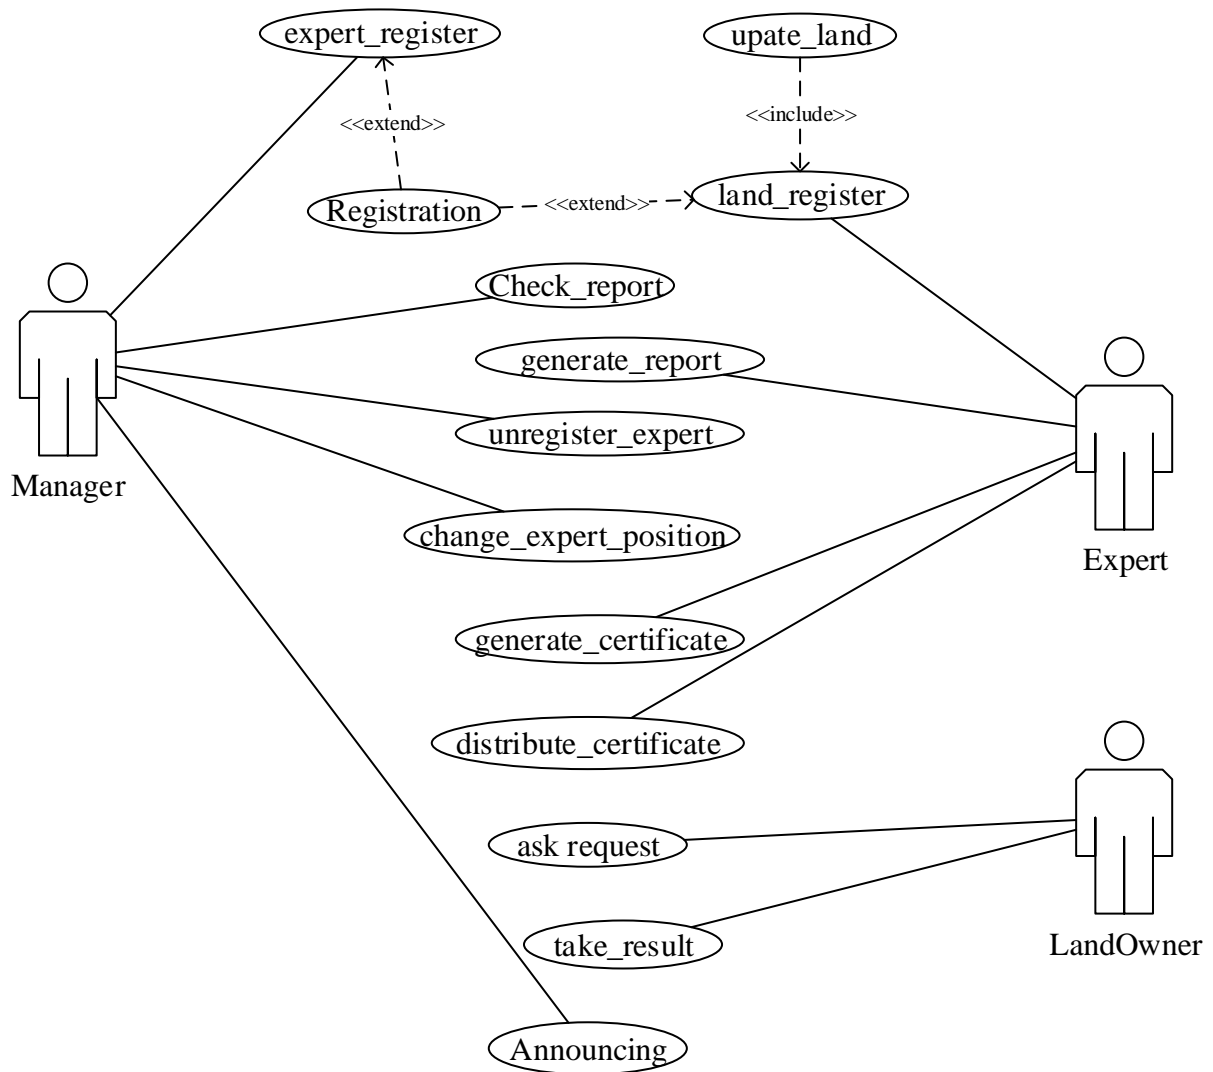 expert_register
upate_land
<<extend>>
<<include>>
Registration
<<extend>>
land_register
Check_report
generate_report
unregister_expert
Manager
change_expert_position
Expert
generate_certificate
distribute_certificate
ask request
take_result
LandOwner
Announcing